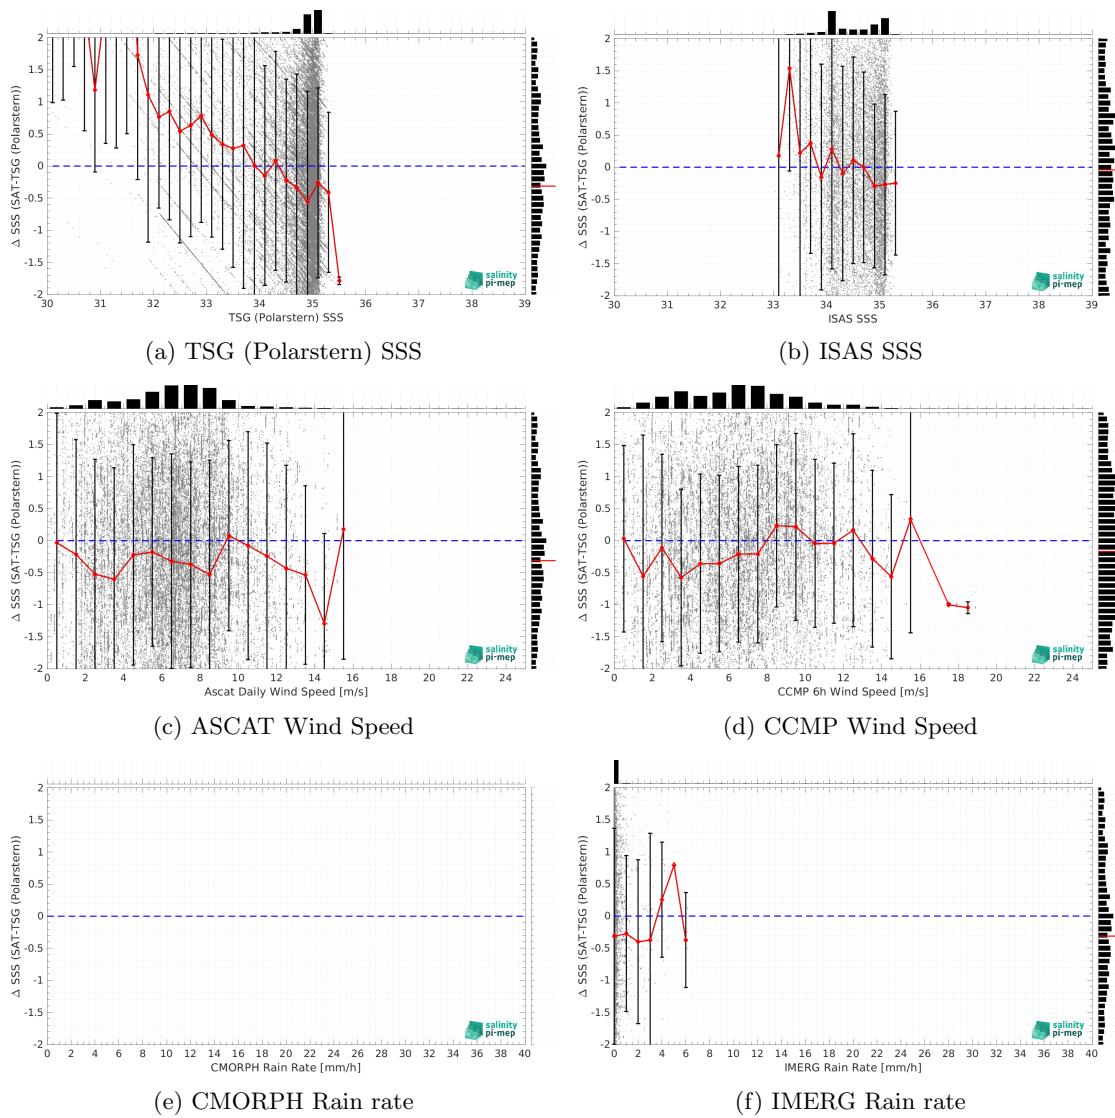 2
1.5
1
0.5
0
-0.5
-1
-1.5
-2
Δ SSS (SAT-TSG (Polarstern))
salinity
pi-mep
30 31 32 33 34 35 36 37 38 39
TSG (Polarstern) SSS
(a) TSG (Polarstern) SSS
2
1.5
1
0.5
0
-0.5
-1
-1.5
-2
Δ SSS (SAT-TSG (Polarstern))
salinity
pi-mep
30 31 32 33 34 35 36 37 38 39
ISAS SSS
(b) ISAS SSS
2
1.5
1
0.5
0
-0.5
-1
-1.5
-2
Δ SSS (SAT-TSG (Polarstern))
salinity
pi-mep
0 2 4 6 8 10 12 14 16 18 20 22 24
Ascat Daily Wind Speed [m/s]
(c) ASCAT Wind Speed
2
1.5
1
0.5
0
-0.5
-1
-1.5
-2
Δ SSS (SAT-TSG (Polarstern))
salinity
pi-mep
0 2 4 6 8 10 12 14 16 18 20 22 24
CCMP 6h Wind Speed [m/s]
(d) CCMP Wind Speed
2
1.5
1
0.5
0
-0.5
-1
-1.5
-2
Δ SSS (SAT-TSG (Polarstern))
salinity
pi-mep
0 2 4 6 8 10 12 14 16 18 20 22 24 26 28 30 32 34 36 38 40
CMORPH Rain Rate [mm/h]
(e) CMORPH Rain rate
2
1.5
1
0.5
0
-0.5
-1
-1.5
-2
Δ SSS (SAT-TSG (Polarstern))
salinity
pi-mep
0 2 4 6 8 10 12 14 16 18 20 22 24 26 28 30 32 34 36 38 40
IMERG Rain Rate [mm/h]
(f) IMERG Rain rate